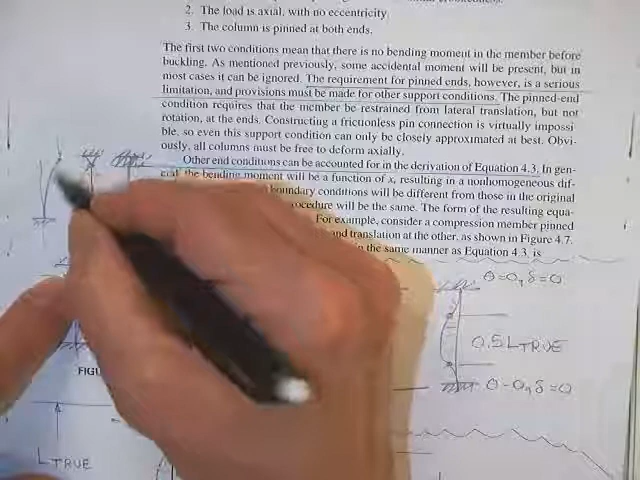 2. The load is axial, with no eccentricity
3. The column is pinned at both ends.
The first two conditions mean that there is no bending moment in the member before
buckling. As mentioned previously, some accidental moment will be present, but in
most cases it can be ignored. The requirement for pinned ends, however, is a serious
limitation, and provisions must be made for other support conditions. The pinned-end
condition requires that the member be restrained from lateral translation, but not
rotation, at the ends. Constructing a frictionless pin connection is virtually impossi-
ble, so even this support condition can only be closely approximated at best. Obvi-
ously, all columns must be free to deform axially.
Other end conditions can be accounted for in the derivation of Equation 4.3. In gen-
eral, the bending moment will be a function of x, resulting in a nonhomogeneous dif-
boundary conditions will be different from those in the original
procedure will be the same. The form of the resulting equa-
For example, consider a compression member pinned
and translation at the other, as shown in Figure 4.7.
in the same manner as Equation 4.3, is
θ=0, δ=0
0.5 LTRUE
θ=0, δ=0
FIGU
LTRUE